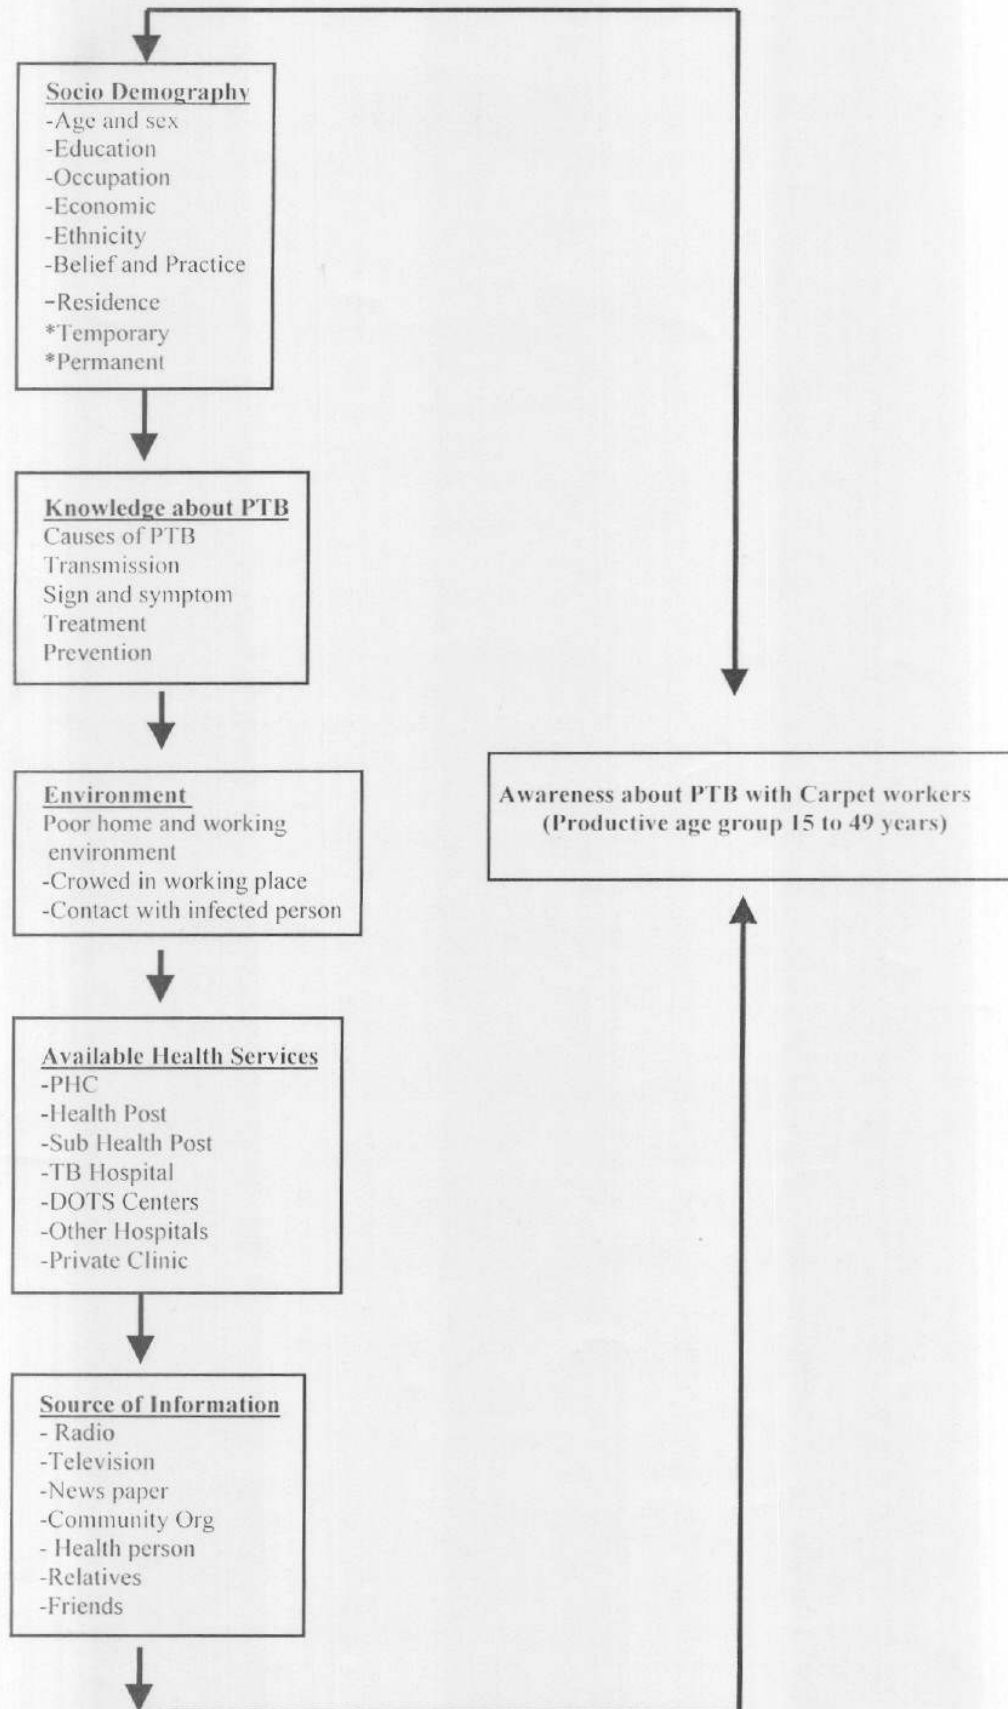 Socio Demography
-Age and sex
-Education
-Occupation
-Economic
-Ethnicity
-Belief and Practice
-Residence
*Temporary
*Permanent
Knowledge about PTB
Causes of PTB
Transmission
Sign and symptom
Treatment
Prevention
Environment
Poor home and working
environment
-Crowed in working place
-Contact with infected person
Available Health Services
-PHC
-Health Post
-Sub Health Post
-TB Hospital
-DOTS Centers
-Other Hospitals
-Private Clinic
Source of Information
- Radio
-Television
-News paper
-Community Org
- Health person
-Relatives
-Friends
Awareness about PTB with Carpet workers
(Productive age group 15 to 49 years)